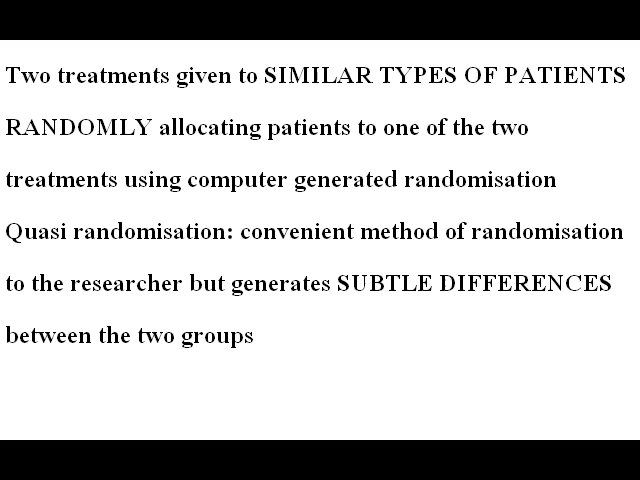 Two treatments given to SIMILAR TYPES OF PATIENTS
RANDOMLY allocating patients to one of the two
treatments using computer generated randomisation
Quasi randomisation: convenient method of randomisation
to the researcher but generates SUBTLE DIFFERENCES
between the two groups